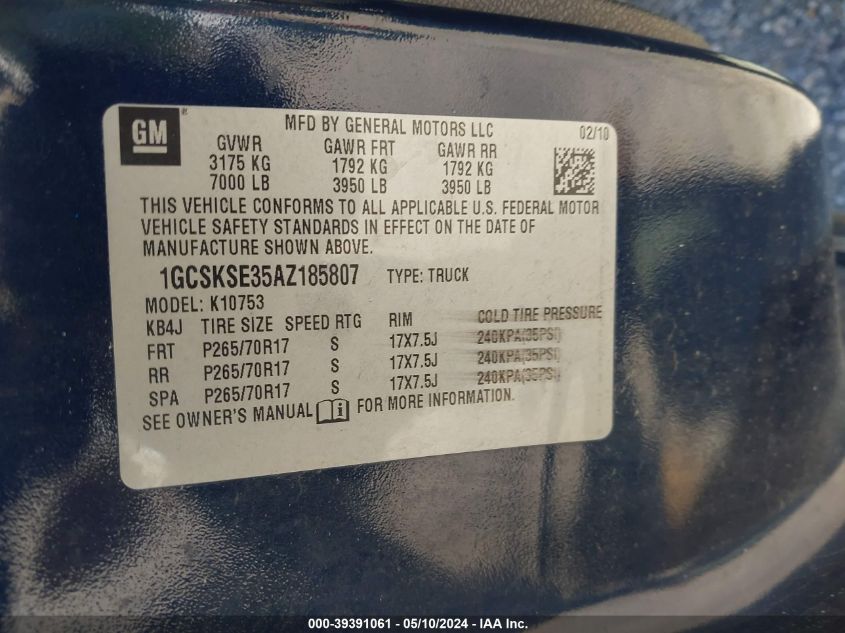 GM ®
MFD BY GENERAL MOTORS LLC 02/10
GVWR GAWR FRT GAWR RR
3175 KG 1792 KG 1792 KG
7000 LB 3950 LB 3950 LB
THIS VEHICLE CONFORMS TO ALL APPLICABLE U.S. FEDERAL MOTOR
VEHICLE SAFETY STANDARDS IN EFFECT ON THE DATE OF
MANUFACTURE SHOWN ABOVE.
1GCSKSE35AZ185807 TYPE: TRUCK
MODEL: K10753
KB4J TIRE SIZE SPEED RTG RIM COLD TIRE PRESSURE
FRT P265/70R17 S 17X7.5J 240KPA(35PSI)
RR P265/70R17 S 17X7.5J 240KPA(35PSI)
SPA P265/70R17 S 17X7.5J 240KPA(35PSI)
SEE OWNER'S MANUAL i FOR MORE INFORMATION.
000-39391061 - 05/10/2024 - IAA Inc.